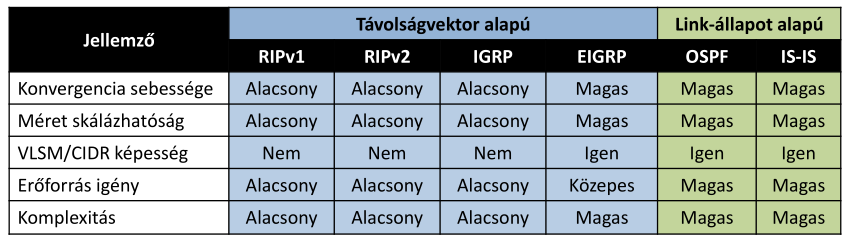 Jellemző Távolságvektor alapú Link-állapot alapú
RIPv1 RIPv2 IGRP EIGRP OSPF IS-IS
Konvergencia sebessége Alacsony Alacsony Alacsony Magas Magas Magas
Méret skálázhatóság Alacsony Alacsony Alacsony Magas Magas Magas
VLSM/CIDR képesség Nem Nem Nem Igen Igen Igen
Erőforrás igény Alacsony Alacsony Alacsony Közepes Magas Magas
Komplexitás Alacsony Alacsony Alacsony Magas Magas Magas